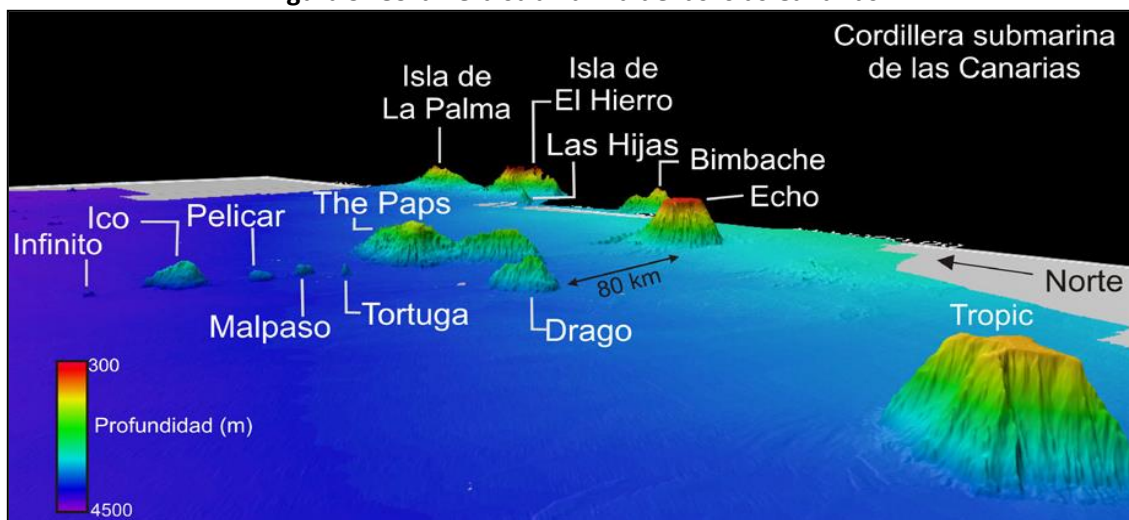 Cordillera submarina
de las Canarias
Isla de
La Palma
Isla de
El Hierro
Las Hijas
Bimbache
Echo
The Paps
Pelicar
Ico
Infinito
Malpaso
Tortuga
Drago
80 km
Norte
Tropic
300
Profundidad (m)
4500